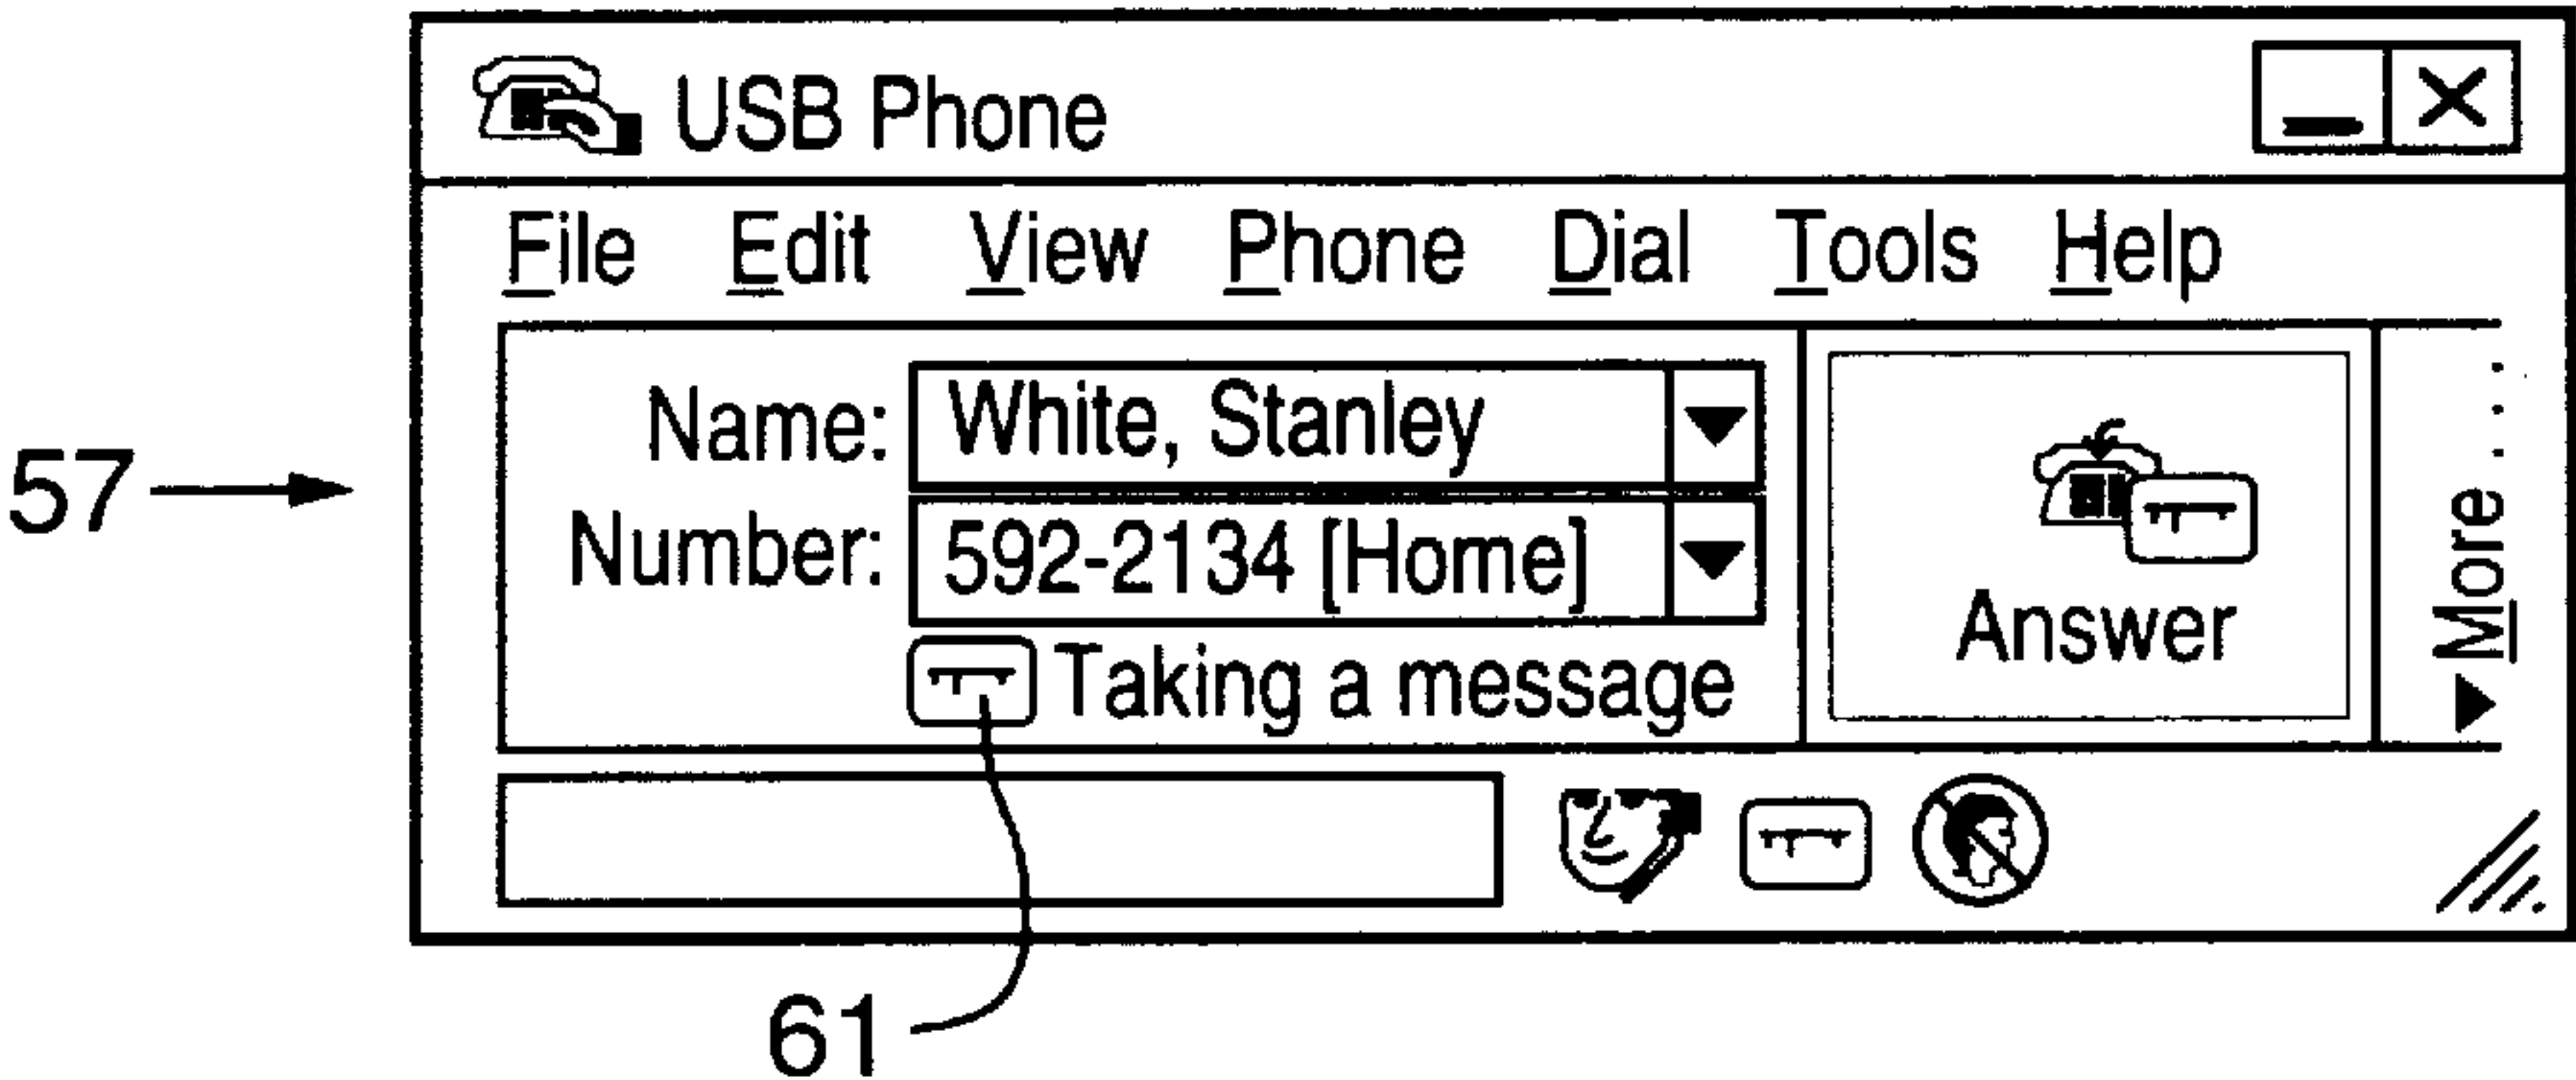 USB Phone
File Edit View Phone Dial Tools Help
Name: White, Stanley
Number: 592-2134 [Home]
Taking a message
Answer
More ...
57
61